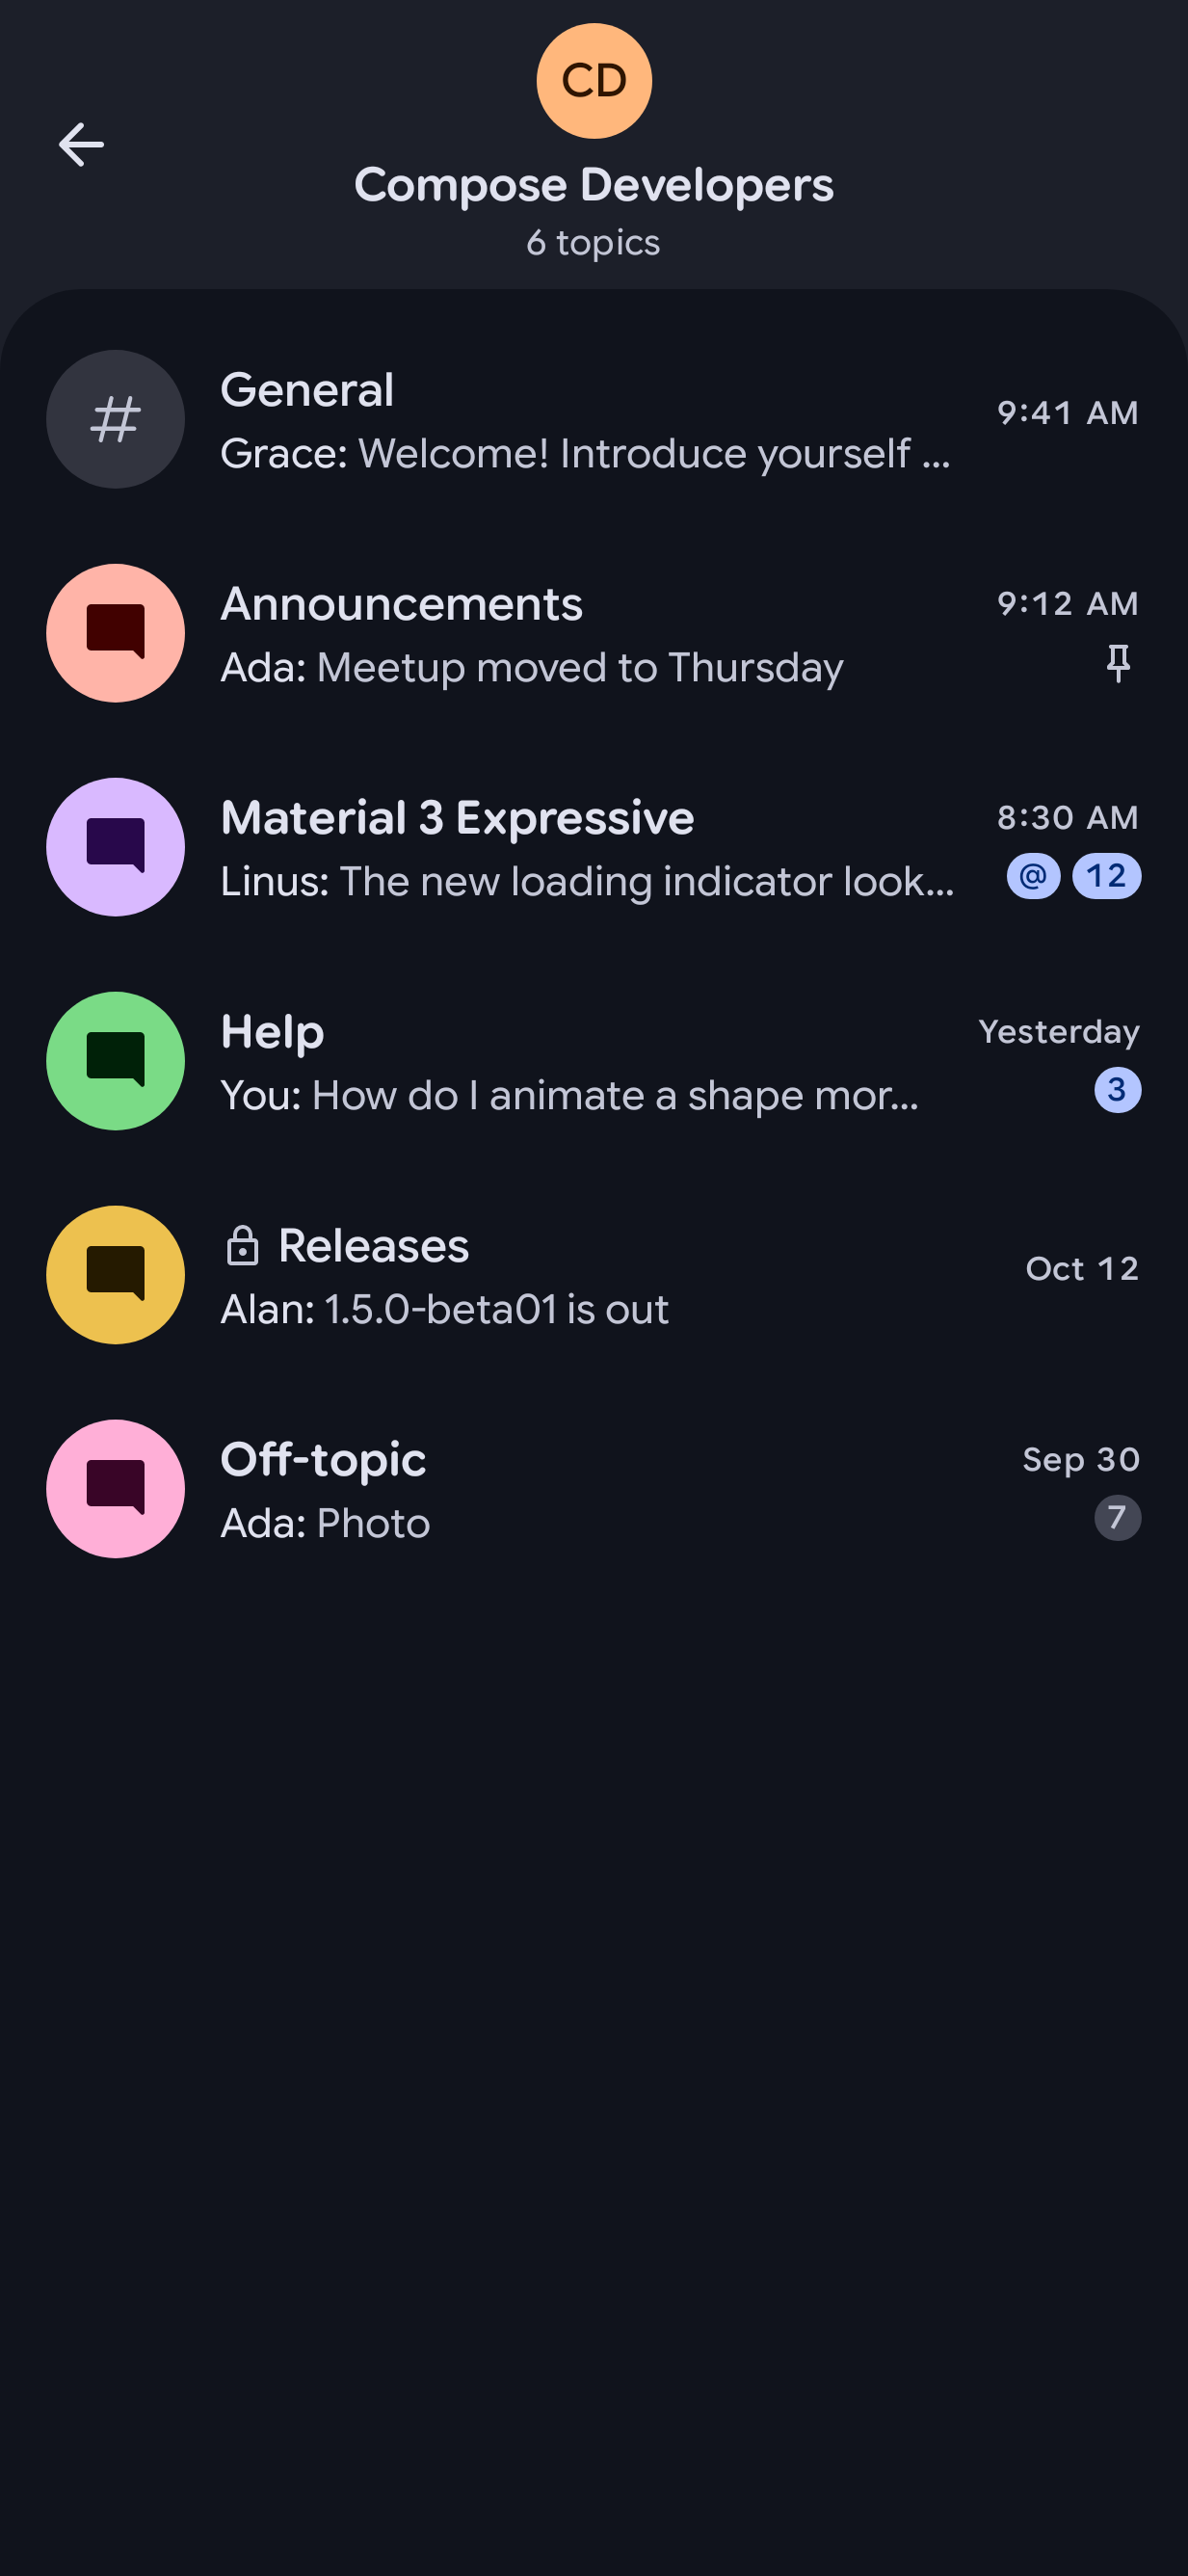 CD
Compose Developers
6 topics
#
General
9:41 AM
Grace: Welcome! Introduce yourself ...
Announcements
9:12 AM
Ada: Meetup moved to Thursday
Material 3 Expressive
8:30 AM
Linus: The new loading indicator look...
@ 12
Help
Yesterday
You: How do I animate a shape mor...
3
Releases
Oct 12
Alan: 1.5.0-beta01 is out
Off-topic
Sep 30
Ada: Photo
7